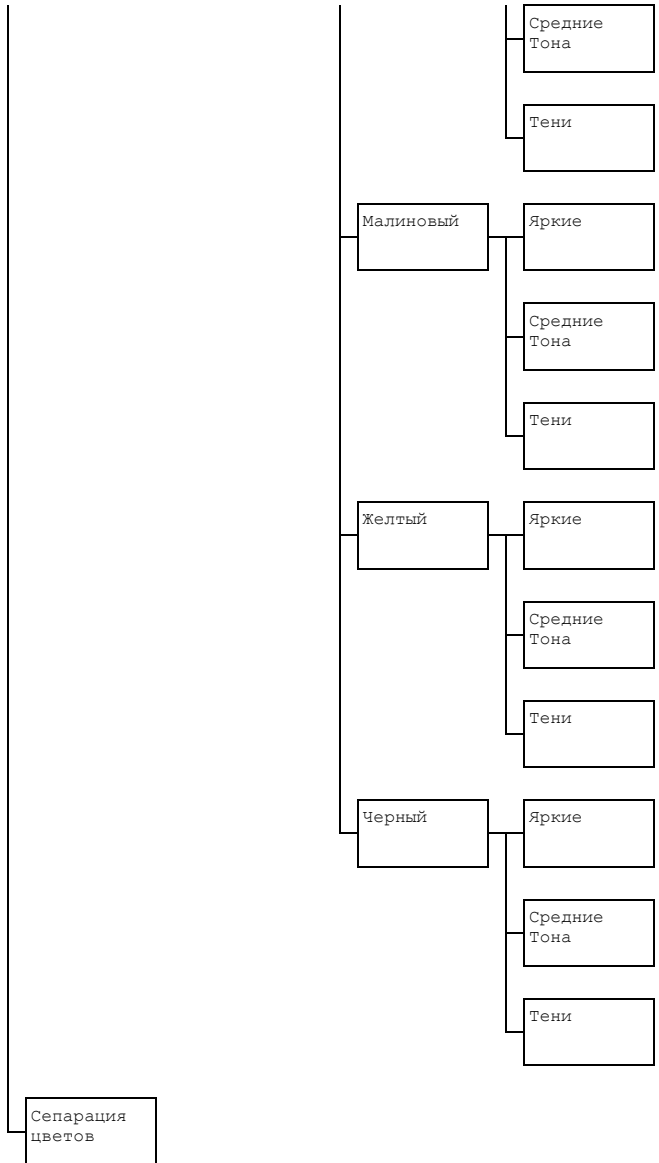 Средние
Тона
Тени
Малиновый
Яркие
Средние
Тона
Тени
Желтый
Яркие
Средние
Тона
Тени
Черный
Яркие
Средние
Тона
Тени
Сепарация
цветов